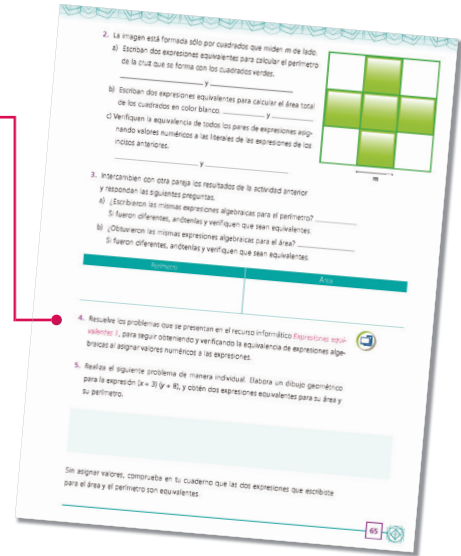 2. La imagen está formada sólo por cuadrados que miden m de lado.
a) Escriban dos expresiones equivalentes para calcular el perímetro
de la cruz que se forma con los cuadrados verdes.
y
b) Escriban dos expresiones equivalentes para calcular el área total
de los cuadrados en color blanco. y
c) Verifiquen la equivalencia de todos los pares de expresiones asig-
nando valores numéricos a las literales de las expresiones de los
incisos anteriores.
y
m
3. Intercambien con otra pareja los resultados de la actividad anterior
y respondan las siguientes preguntas.
a) ¿Escribieron las mismas expresiones algebraicas para el perímetro?
Si fueron diferentes, anótenlas y verifiquen que sean equivalentes.
b) ¿Obtuvieron las mismas expresiones algebraicas para el área?
Si fueron diferentes, anótenlas y verifiquen que sean equivalentes.
Perímetro Área
4. Resuelve los problemas que se presentan en el recurso informático Expresiones equi-
valentes 1, para seguir obteniendo y verificando la equivalencia de expresiones alge-
braicas al asignar valores numéricos a las expresiones.
5. Realiza el siguiente problema de manera individual. Elabora un dibujo geométrico
para la expresión (x + 3) (y + 8), y obtén dos expresiones equivalentes para su área y
su perímetro.
Sin asignar valores, comprueba en tu cuaderno que las dos expresiones que escribiste
para el área y el perímetro son equivalentes.
65